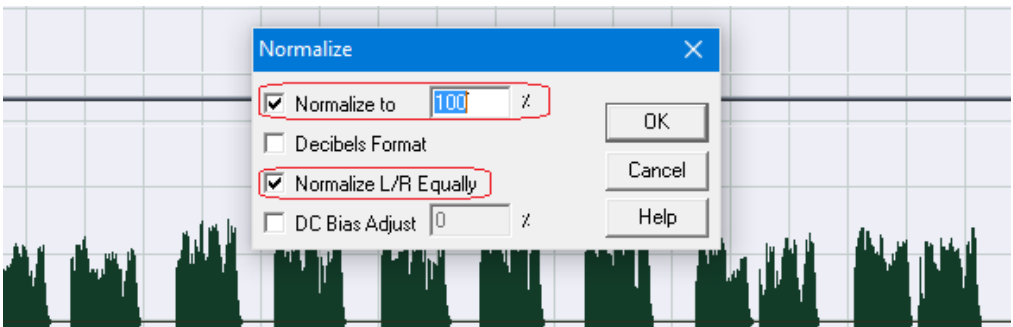 Normalize
Normalize to 100 %
OK
Decibels Format
Cancel
Normalize L/R Equally
DC Bias Adjust 0 %
Help